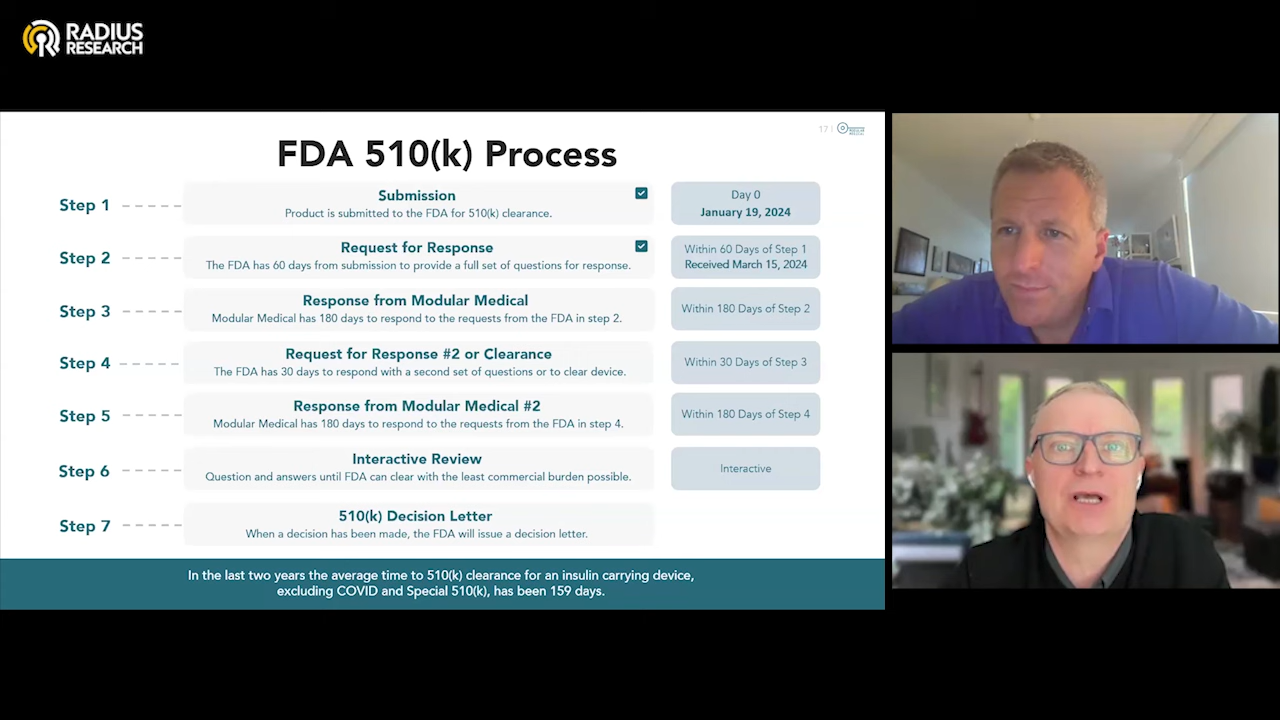 RADIUS
RESEARCH
17
FDA 510(k) Process
Step 1
Submission
Product is submitted to the FDA for 510(k) clearance.
Day 0
January 19, 2024
Step 2
Request for Response
The FDA has 60 days from submission to provide a full set of questions for response.
Within 60 Days of Step 1
Received March 15, 2024
Step 3
Response from Modular Medical
Modular Medical has 180 days to respond to the requests from the FDA in step 2.
Within 180 Days of Step 2
Step 4
Request for Response #2 or Clearance
The FDA has 30 days to respond with a second set of questions or to clear device.
Within 30 Days of Step 3
Step 5
Response from Modular Medical #2
Modular Medical has 180 days to respond to the requests from the FDA in step 4.
Within 180 Days of Step 4
Step 6
Interactive Review
Question and answers until FDA can clear with the least commercial burden possible.
Interactive
Step 7
510(k) Decision Letter
When a decision has been made, the FDA will issue a decision letter.
In the last two years the average time to 510(k) clearance for an insulin carrying device,
excluding COVID and Special 510(k), has been 159 days.